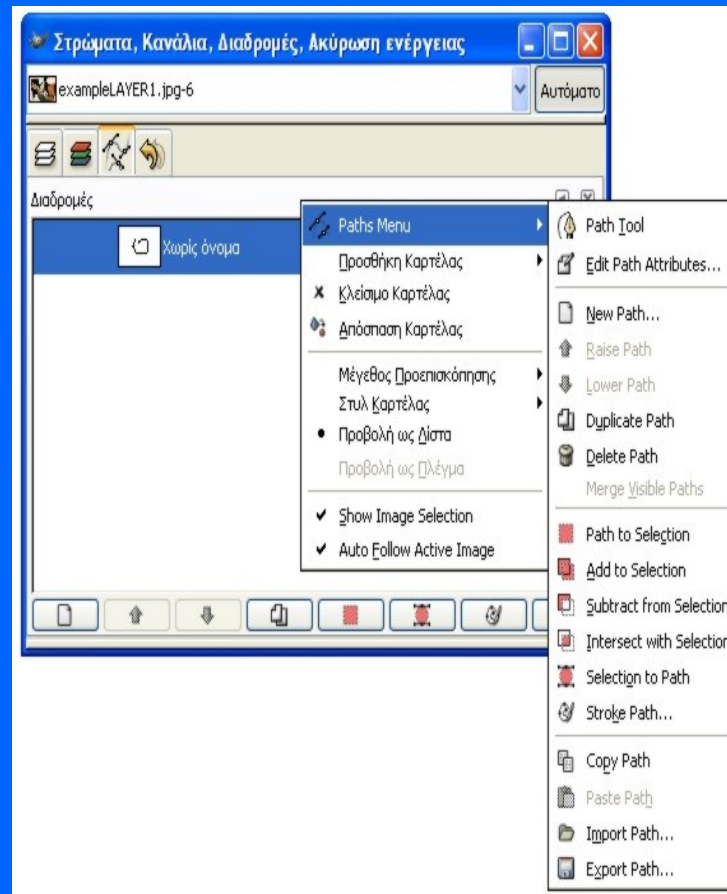 Στρώματα, Κανάλια, Διαδρομές, Ακύρωση ενέργειας
exampleLAYER1.jpg-6
Αυτόματο
Διαδρομές
Χωρίς όνομα
Paths Menu
Προσθήκη Καρτέλας
Κλείσιμο Καρτέλας
Απόσπαση Καρτέλας
Μέγεθος Προεπισκόπησης
Στυλ Καρτέλας
Προβολή ως Λίστα
Προβολή ως Πλέγμα
Show Image Selection
Auto Follow Active Image
Path Tool
Edit Path Attributes...
New Path...
Raise Path
Lower Path
Duplicate Path
Delete Path
Merge Visible Paths
Path to Selection
Add to Selection
Subtract from Selection
Intersect with Selection
Selection to Path
Stroke Path...
Copy Path
Paste Path
Import Path...
Export Path...